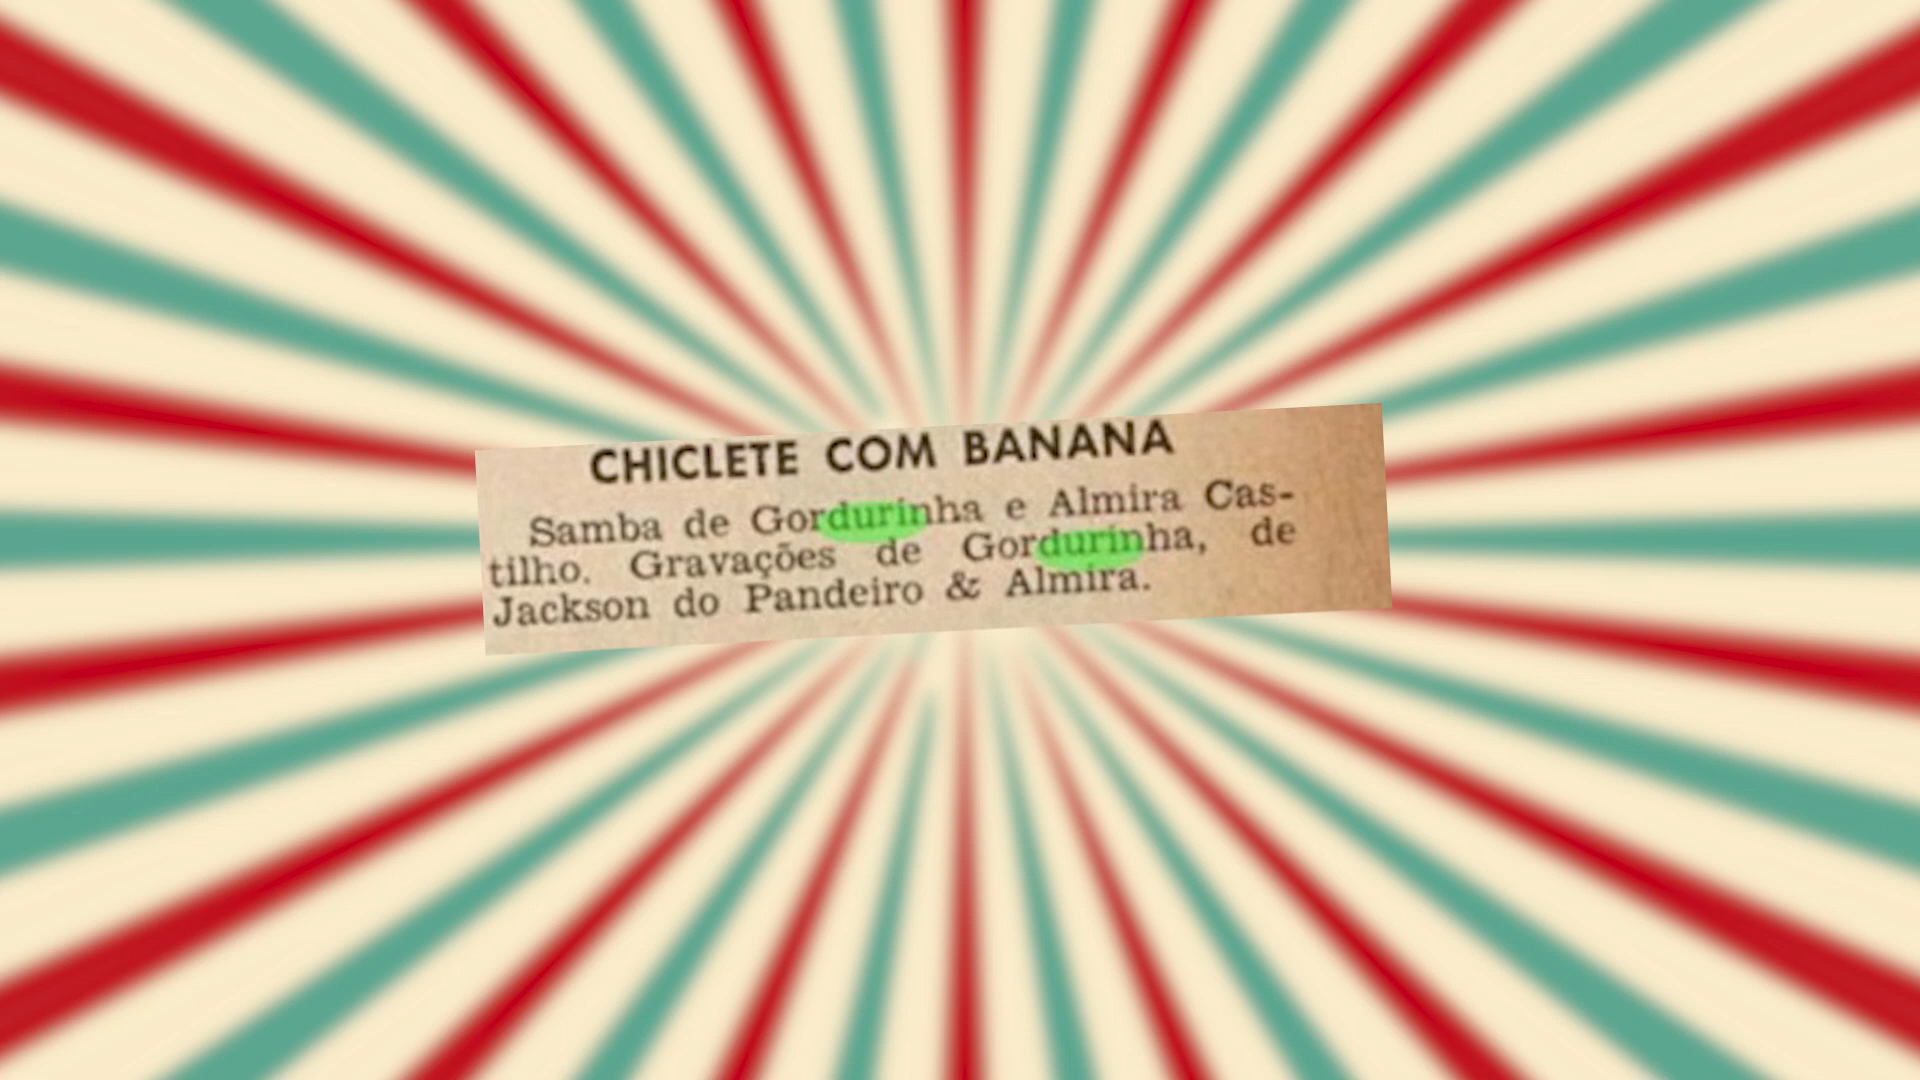 CHICLETE COM BANANA
Samba de Gordurinha e Almira Cas-
tilho. Gravações de Gordurinha, de
Jackson do Pandeiro & Almira.